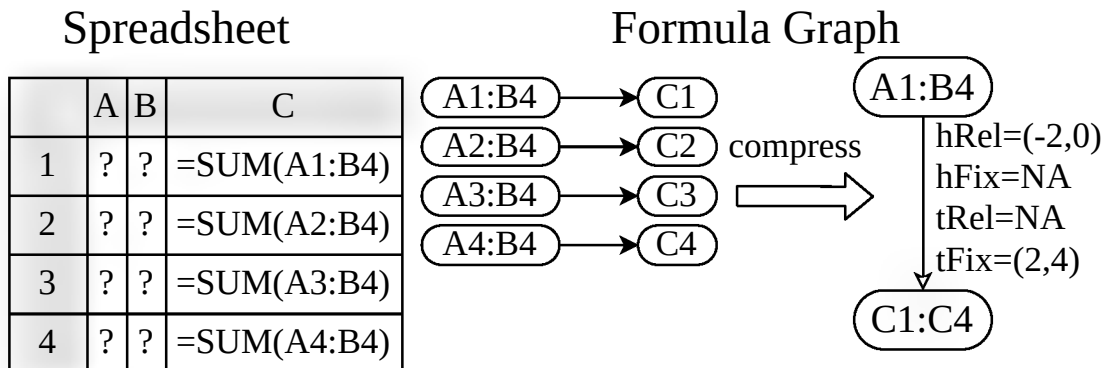 Spreadsheet
A B C
1 ? ? =SUM(A1:B4)
2 ? ? =SUM(A2:B4)
3 ? ? =SUM(A3:B4)
4 ? ? =SUM(A4:B4)
Formula Graph
A1:B4 C1
A2:B4 C2
A3:B4 C3
A4:B4 C4
compress
A1:B4
hRel=(-2,0)
hFix=NA
tRel=NA
tFix=(2,4)
C1:C4